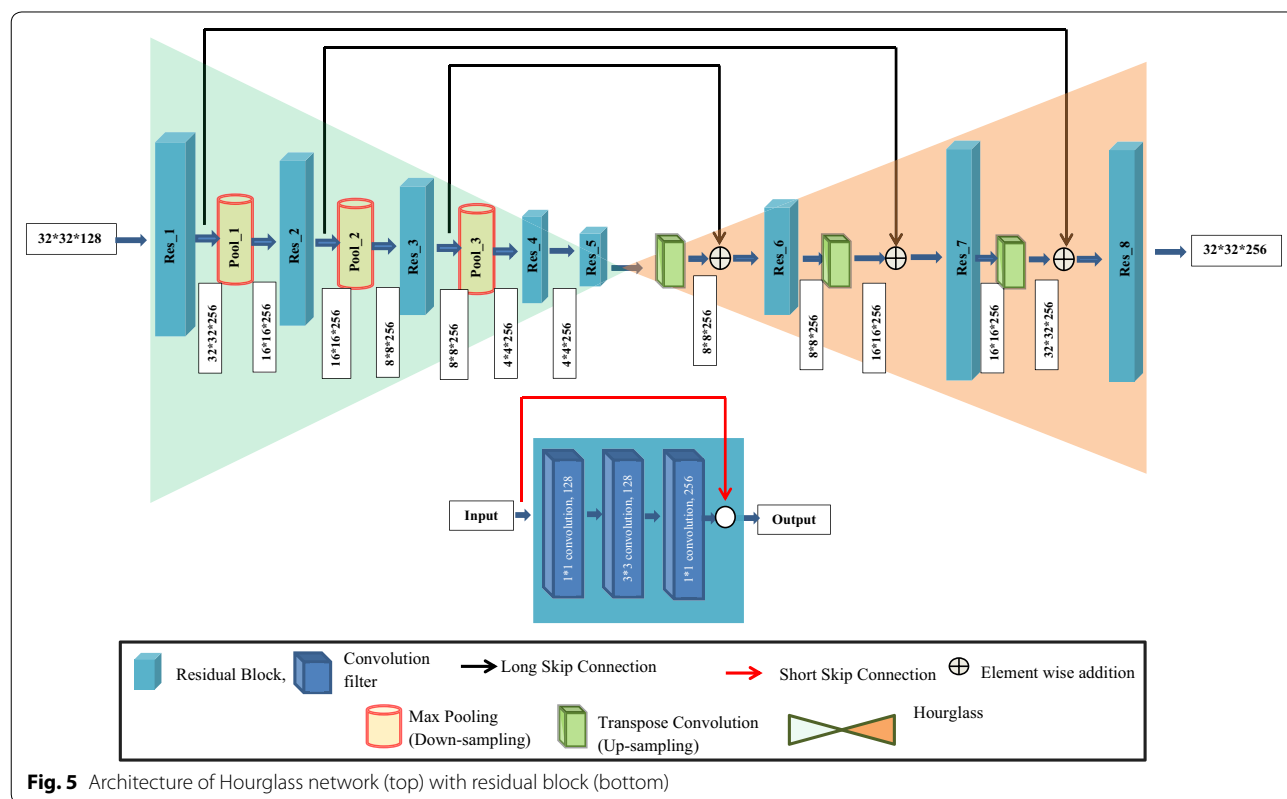 32*32*128
Res_1
Pool_1
Res_2
Pool_2
Res_3
Pool_3
Res_4
Res_5
Res_6
Res_7
Res_8
32*32*256
32*32*256
16*16*256
16*16*256
8*8*256
8*8*256
4*4*256
4*4*256
8*8*256
8*8*256
16*16*256
16*16*256
32*32*256
Input
1*1 convolution, 128
3*3 convolution, 128
1*1 convolution, 256
Output
Residual Block,
Convolution
filter
Long Skip Connection
Short Skip Connection
Element wise addition
Max Pooling
(Down-sampling)
Transpose Convolution
(Up-sampling)
Hourglass
Fig. 5 Architecture of Hourglass network (top) with residual block (bottom)